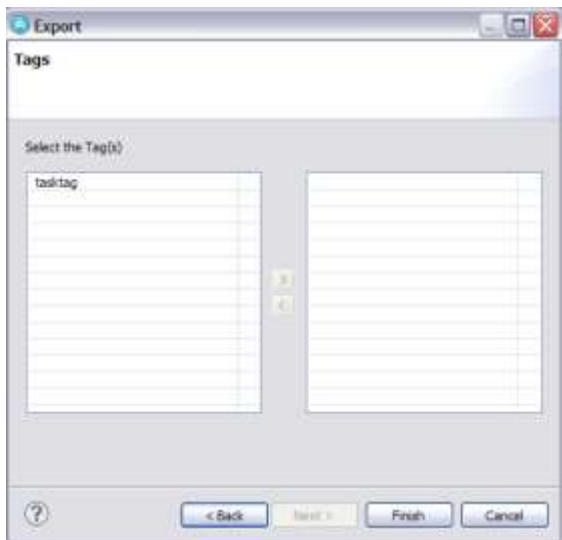 Export
Tags
Select the Tag(s)
tasktag
>
<
?
< Back
Next >
Finish
Cancel